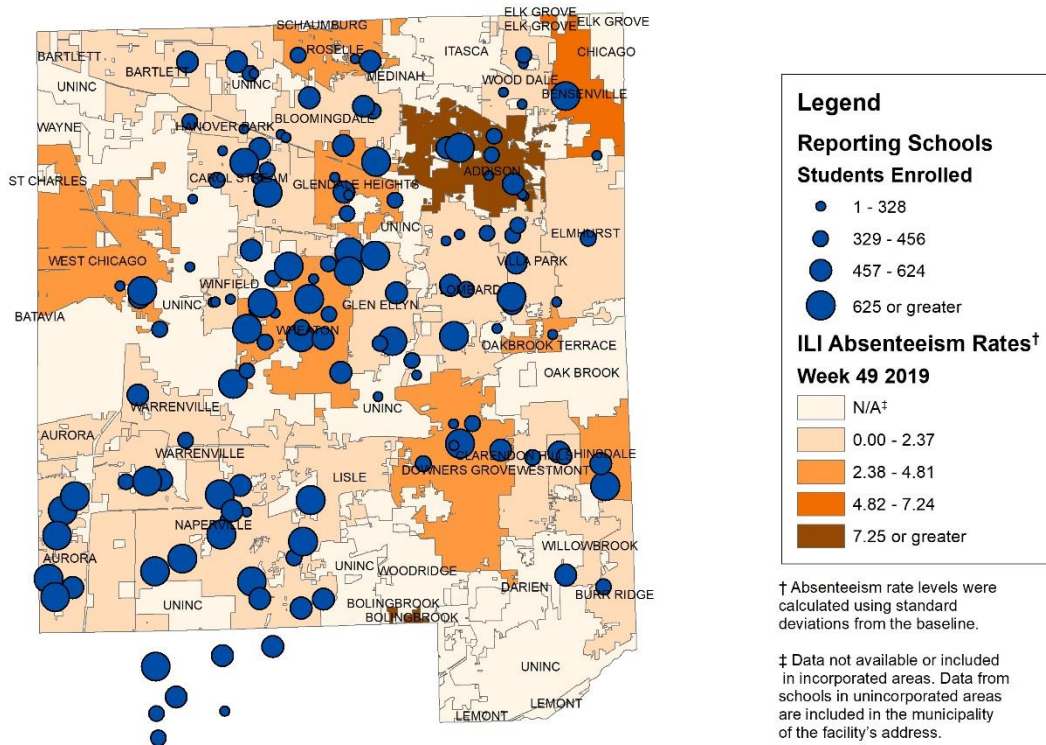 ELK GROVE
ELK GROVE
ELK GROVE
SCHAUMBURG
ROSELLE
ITASCA
CHICAGO
BARTLETT
BARTLETT
MEDINAH
UNINC
WOOD DALE
UNINC
BENSENVILLE
BLOOMINGDALE
WAYNE
HANOVER PARK
ADDISON
ST CHARLES
CAROL STREAM
GLENDALE HEIGHTS
UNINC
ELMHURST
WEST CHICAGO
VILLA PARK
WINFIELD
LOMBARD
UNINC
GLEN ELLYN
BATAVIA
WHEATON
OAKBROOK TERRACE
OAK BROOK
WARRENVILLE
UNINC
AURORA
WARRENVILLE
CLARENDON HILLS
HINSDALE
DOWNERS GROVE
WESTMONT
LISLE
NAPERVILLE
WILLOWBROOK
AURORA
UNINC
WOODRIDGE
DARIEN
BURR RIDGE
UNINC
BOLINGBROOK
BOLINGBROOK
UNINC
LEMONT
LEMONT
Legend
Reporting Schools
Students Enrolled
1 - 328
329 - 456
457 - 624
625 or greater
ILI Absenteeism Rates†
Week 49 2019
N/A‡
0.00 - 2.37
2.38 - 4.81
4.82 - 7.24
7.25 or greater
† Absenteeism rate levels were
calculated using standard
deviations from the baseline.
‡ Data not available or included
in incorporated areas. Data from
schools in unincorporated areas
are included in the municipality
of the facility's address.